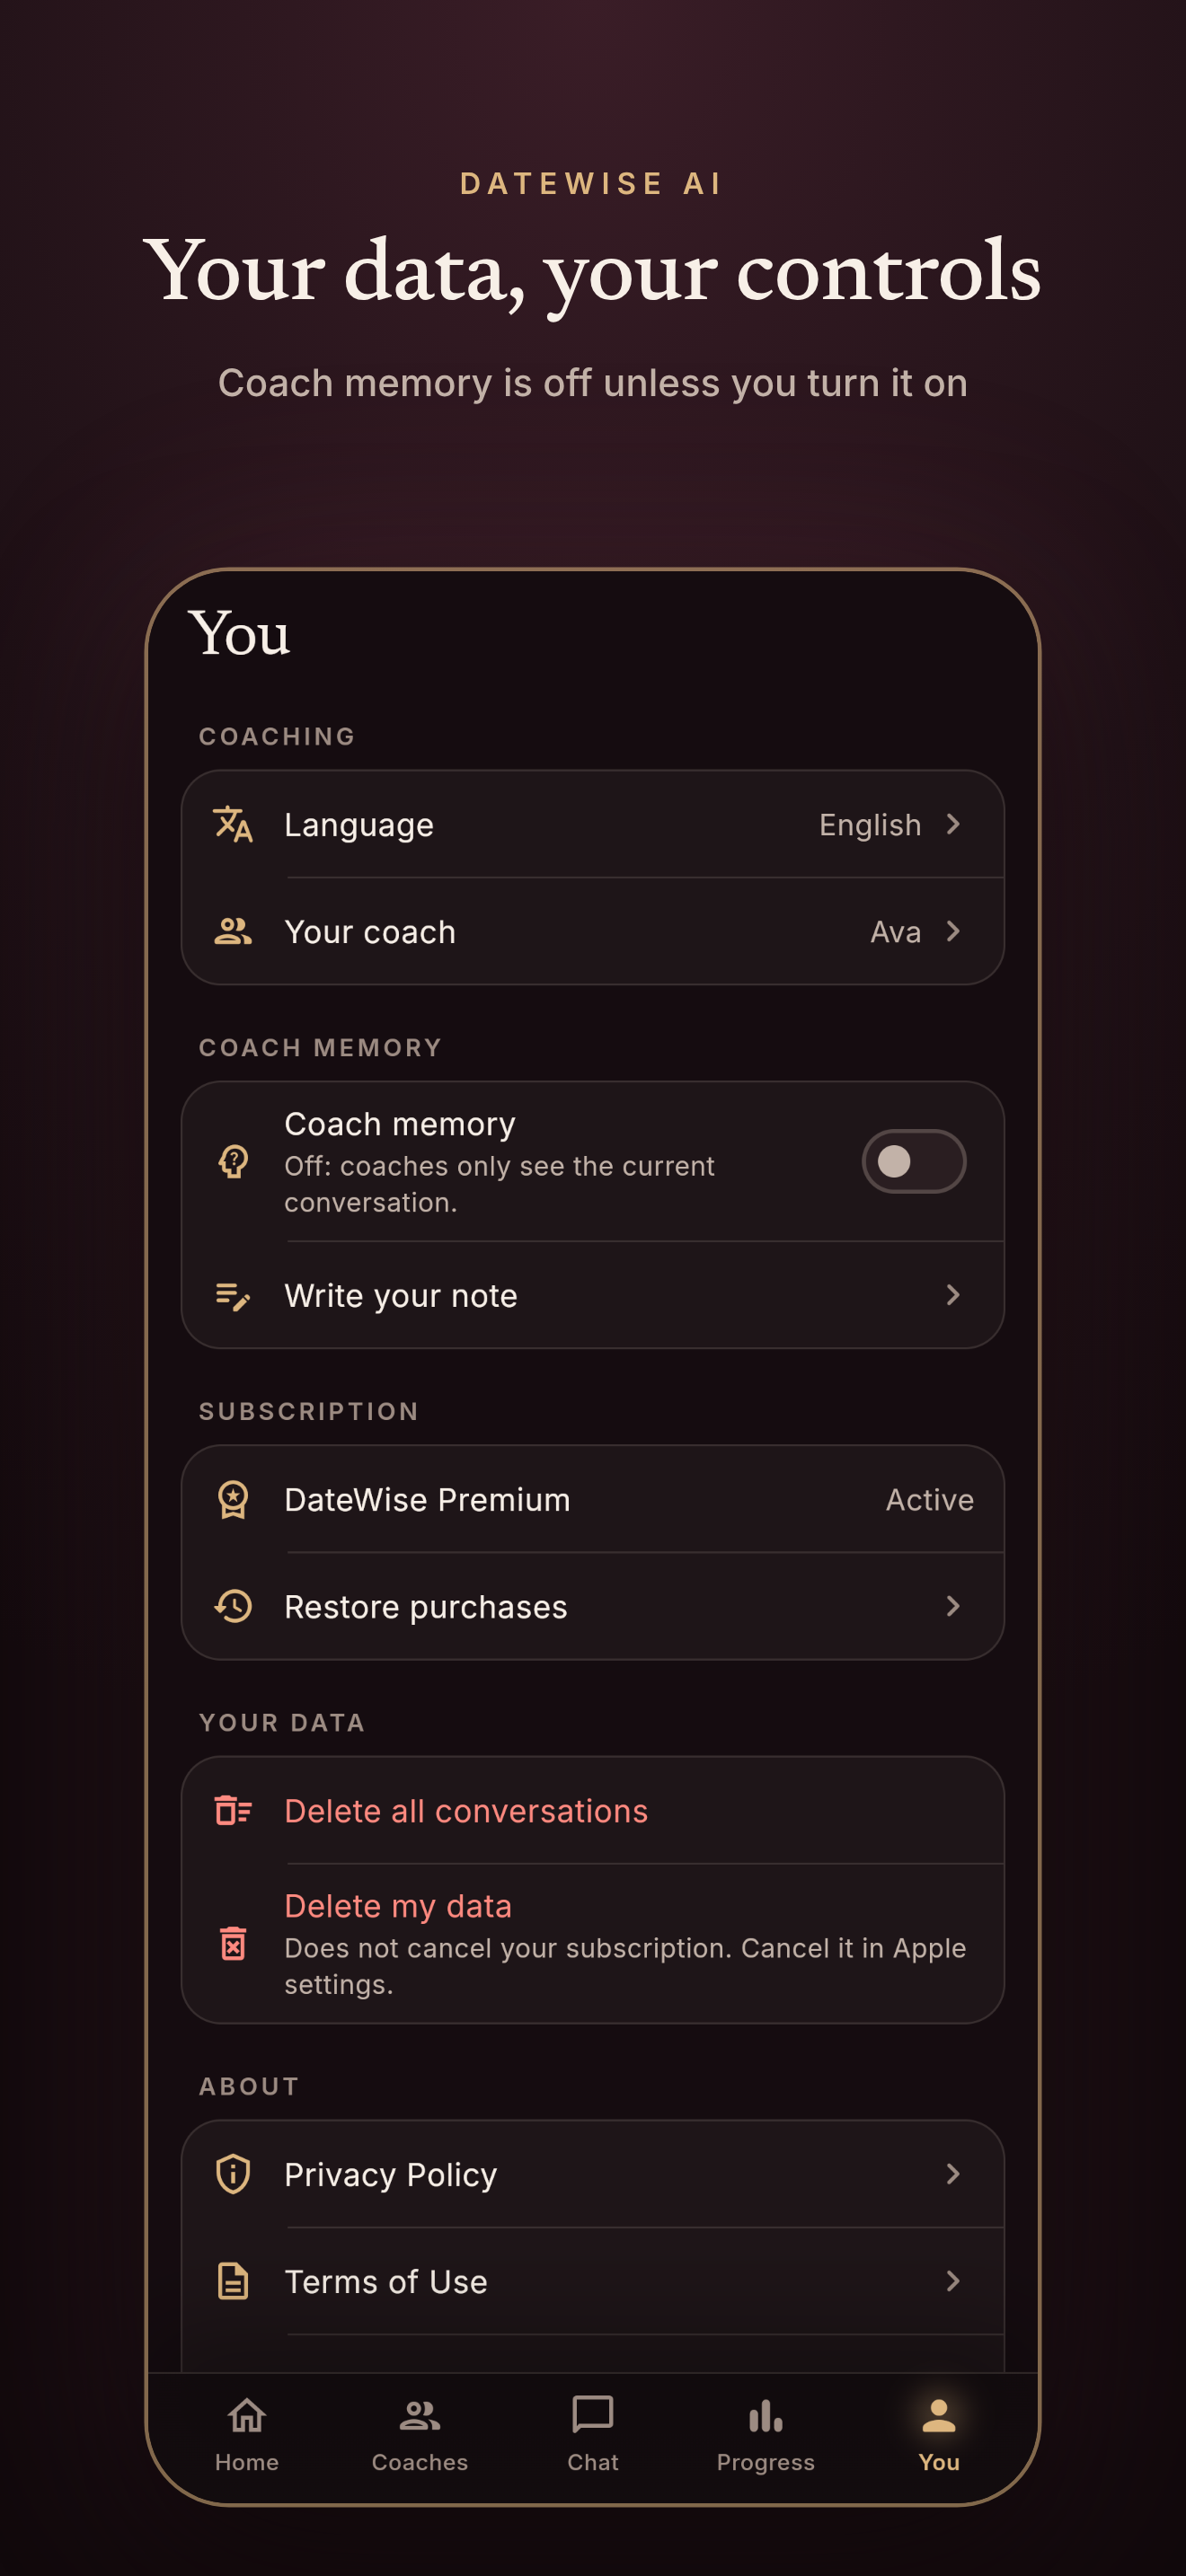 DATEWISE AI
Your data, your controls
Coach memory is off unless you turn it on
You
COACHING
Language English
Your coach Ava
COACH MEMORY
Coach memory
Off: coaches only see the current
conversation.
Write your note
SUBSCRIPTION
DateWise Premium Active
Restore purchases
YOUR DATA
Delete all conversations
Delete my data
Does not cancel your subscription. Cancel it in Apple
settings.
ABOUT
Privacy Policy
Terms of Use
Home Coaches Chat Progress You